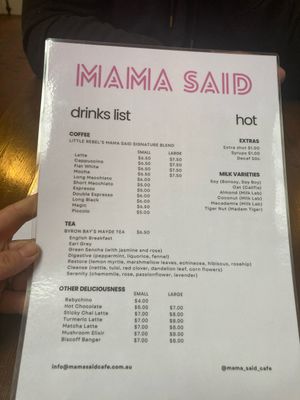 MAMA SAID
drinks list
hot
COFFEE
LITTLE REBEL'S MAMA SAID SIGNATURE BLEND
SMALL LARGE
Latte $6.50 $7.50
Cappuccino $6.50 $7.50
Flat White $6.50 $7.50
Mocha $6.50 $7.50
Long Macchiato $6.00
Short Macchiato $5.00
Espresso $5.00
Double Espresso $6.00
Long Black $6.00
Magic $6.50
Piccolo $5.00
EXTRAS
Extra shot $1.00
Syrups $1.00
Decaf 50c
MILK VARIETIES
Soy (Bonsoy, Soy Boy)
Oat (Califia)
Almond (Milk Lab)
Coconut (Milk Lab)
Macadamia (Milk Lab)
Tiger Nut (Madam Tiger)
TEA
BYRON BAY'S MAYDE TEA $6.50
English Breakfast
Earl Grey
Green Sencha (with jasmine and rose)
Digestive (peppermint, liquorice, fennel)
Restore (lemon myrtle, marshmellow leaves, echinacea, hibiscus, rosehip)
Cleanse (nettle, tulsi, red clover, dandelion leaf, corn flowers)
Serenity (chamomile, rose, passionflower, lavender)
OTHER DELICIOUSNESS SMALL LARGE
Babychino $4.00
Hot Chocolate $5.00 $7.00
Sticky Chai Latte $7.00 $8.00
Turmeric Latte $7.00 $8.00
Matcha Latte $7.00 $8.00
Mushroom Elixir $7.00 $8.00
Biscoff Banger $7.00 $8.00
info@mamasaidcafe.com.au
@mama_said_cafe